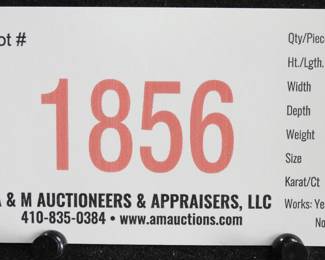 ot #
1856
A & M AUCTIONEERS & APPRAISERS, LLC
410-835-0384 • www.amauctions.com
Qty/Piec
Ht./Lgth.
Width
Depth
Weight
Size
Karat/Ct
Works: Ye
No